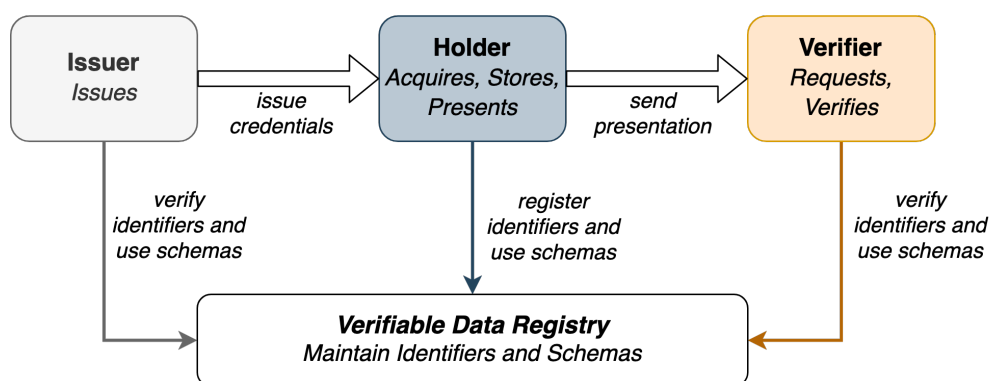 Issuer
Issues
Holder
Acquires, Stores,
Presents
Verifier
Requests,
Verifies
issue
credentials
send
presentation
verify
identifiers and
use schemas
register
identifiers and
use schemas
verify
identifiers and
use schemas
Verifiable Data Registry
Maintain Identifiers and Schemas